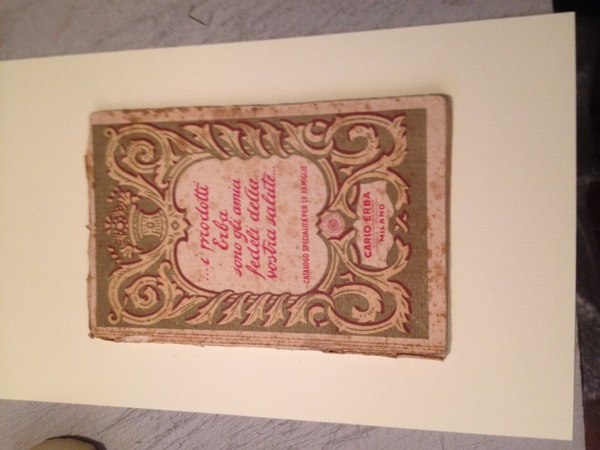 ...i prodotti
Erba
sono gli amici
fedeli della
vostra salute...
CATALOGO SPECIALITÀ PER LE FAMIGLIE
CARLO ERBA
MILANO